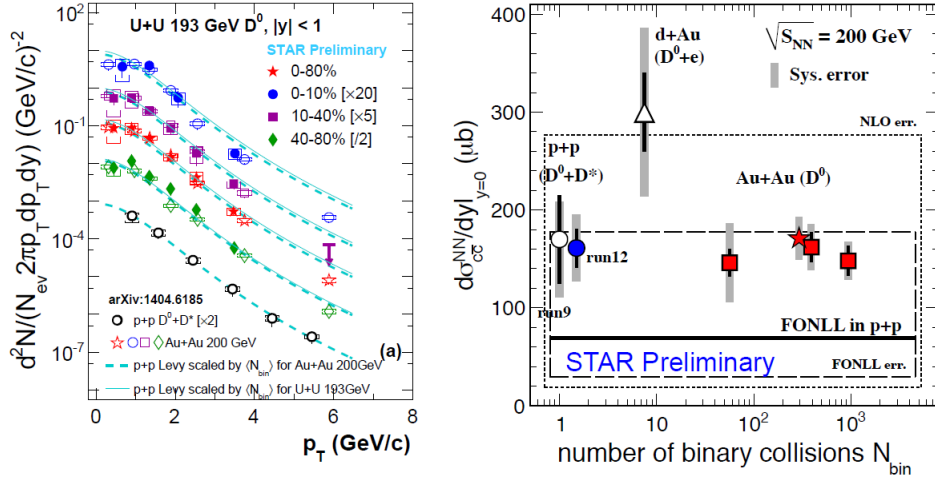 U+U 193 GeV D⁰, |y| < 1
STAR Preliminary
0-80%
0-10% [×20]
10-40% [×5]
40-80% [/2]
d²N/(N_ev 2πp_T dp_T dy) (GeV/c)⁻²
10²
10⁻¹
10⁻⁴
10⁻⁷
arXiv:1404.6185
p+p D⁰+D* [×2]
(a)
Au+Au 200 GeV
p+p Levy scaled by ⟨N_bin⟩ for Au+Au 200GeV
p+p Levy scaled by ⟨N_bin⟩ for U+U 193GeV
0 2 4 6 8
p_T (GeV/c)
dσ^NN_cc̄/dy|_y=0 (μb)
400
300
200
100
0
d+Au
(D⁰+e)
√S_NN = 200 GeV
Sys. error
NLO err.
p+p
(D⁰+D*)
Au+Au (D⁰)
run12
run9
FONLL in p+p
STAR Preliminary
FONLL err.
1 10 10² 10³
number of binary collisions N_bin